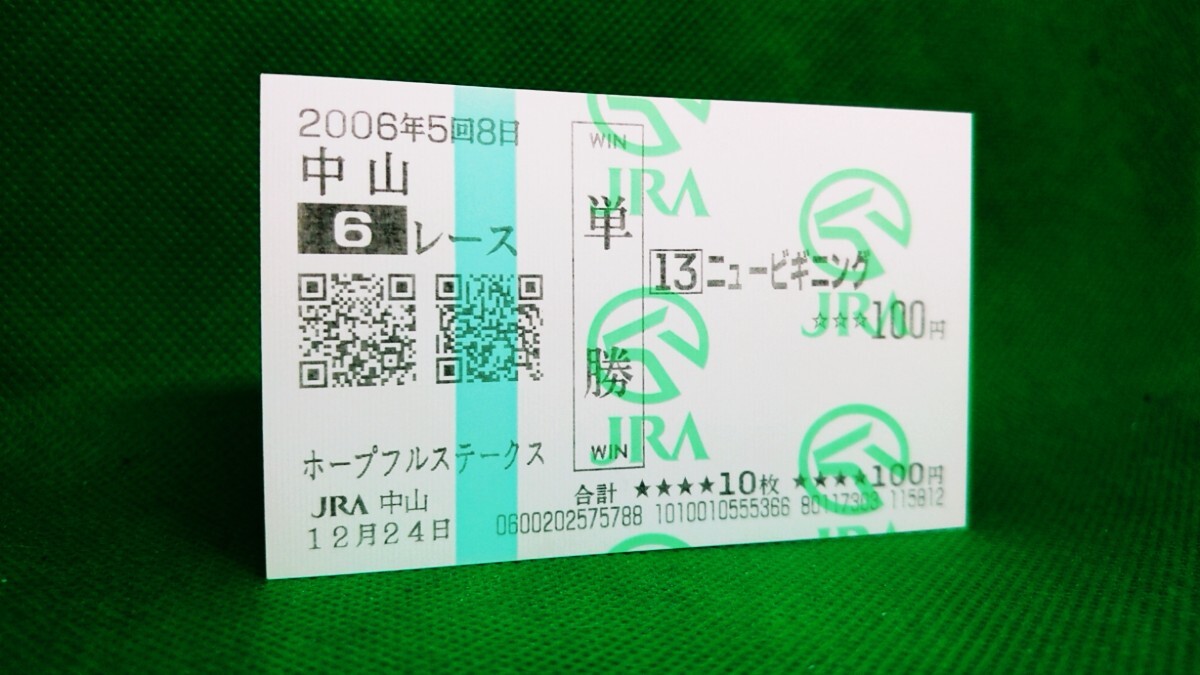 2006年5回8日
中山
6レース
WIN
単勝
WIN
13ニュービギニング
☆☆☆100円
ホープフルステークス
JRA 中山
12月24日
合計 ★★★★10枚 ★★★★100円
0600202575788 1010010555366 80117303 115812
JRA
JRA
JRA
JRA